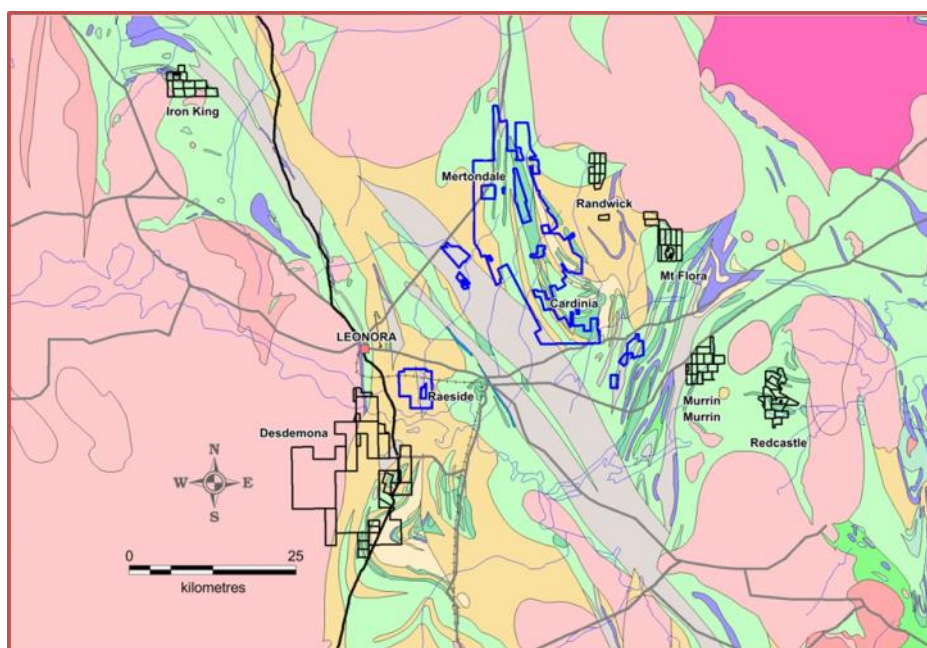 Iron King
Mertondale
Randwick
Mt Flora
Cardinia
LEONORA
Raeside
Murrin
Murrin
Redcastle
Desdemona
N
W
E
S
0
25
kilometres